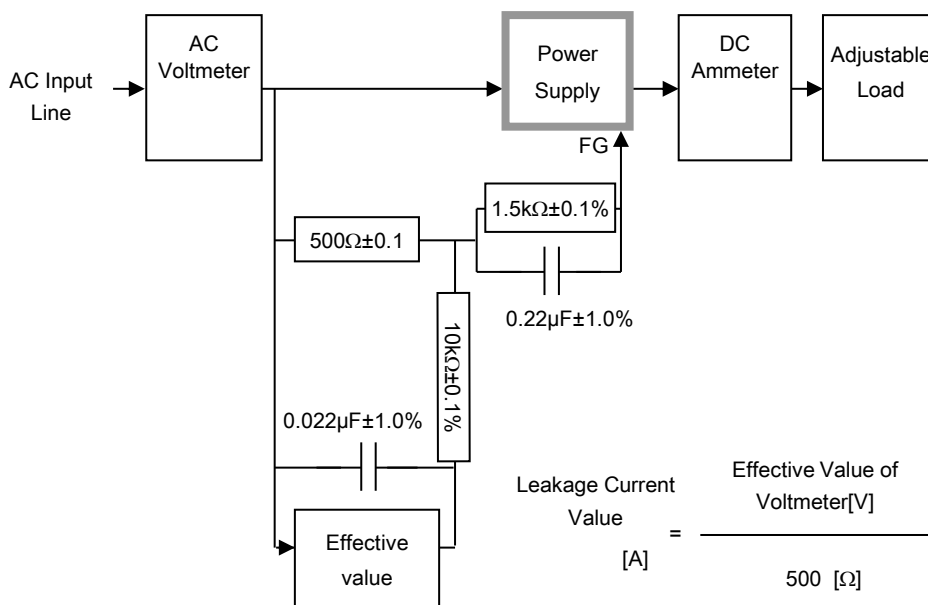 AC
Voltmeter
Power
Supply
DC
Ammeter
Adjustable
Load
AC Input
Line
FG
1.5kΩ±0.1%
500Ω±0.1
0.22µF±1.0%
10kΩ±0.1%
0.022µF±1.0%
Effective
value
Leakage Current
Value
[A]
=
Effective Value of
Voltmeter[V]
500 [Ω]